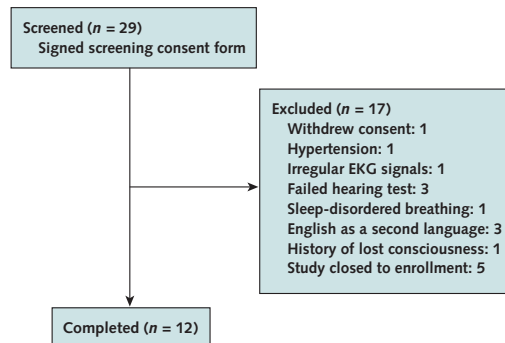 Screened (n = 29)
Signed screening consent form
Excluded (n = 17)
Withdrew consent: 1
Hypertension: 1
Irregular EKG signals: 1
Failed hearing test: 3
Sleep-disordered breathing: 1
English as a second language: 3
History of lost consciousness: 1
Study closed to enrollment: 5
Completed (n = 12)